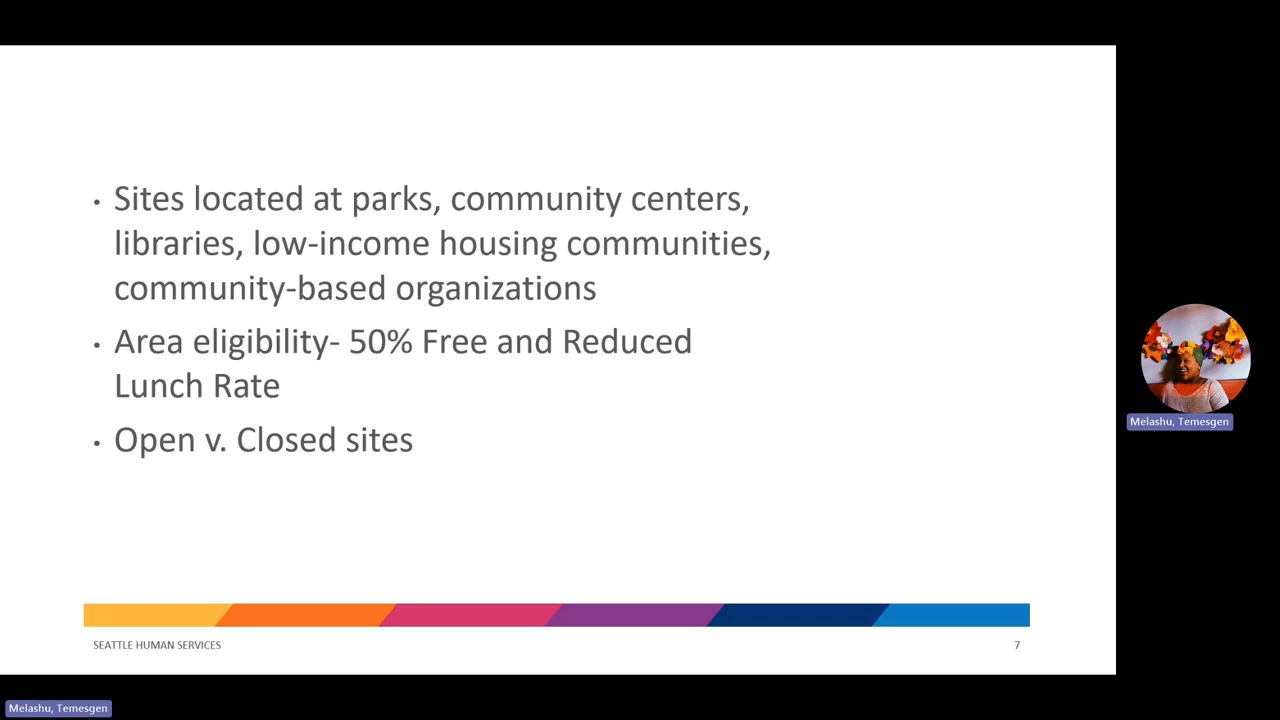 • Sites located at parks, community centers,
libraries, low-income housing communities,
community-based organizations
• Area eligibility- 50% Free and Reduced
Lunch Rate
• Open v. Closed sites
SEATTLE HUMAN SERVICES
7
Melashu, Temesgen
Melashu, Temesgen